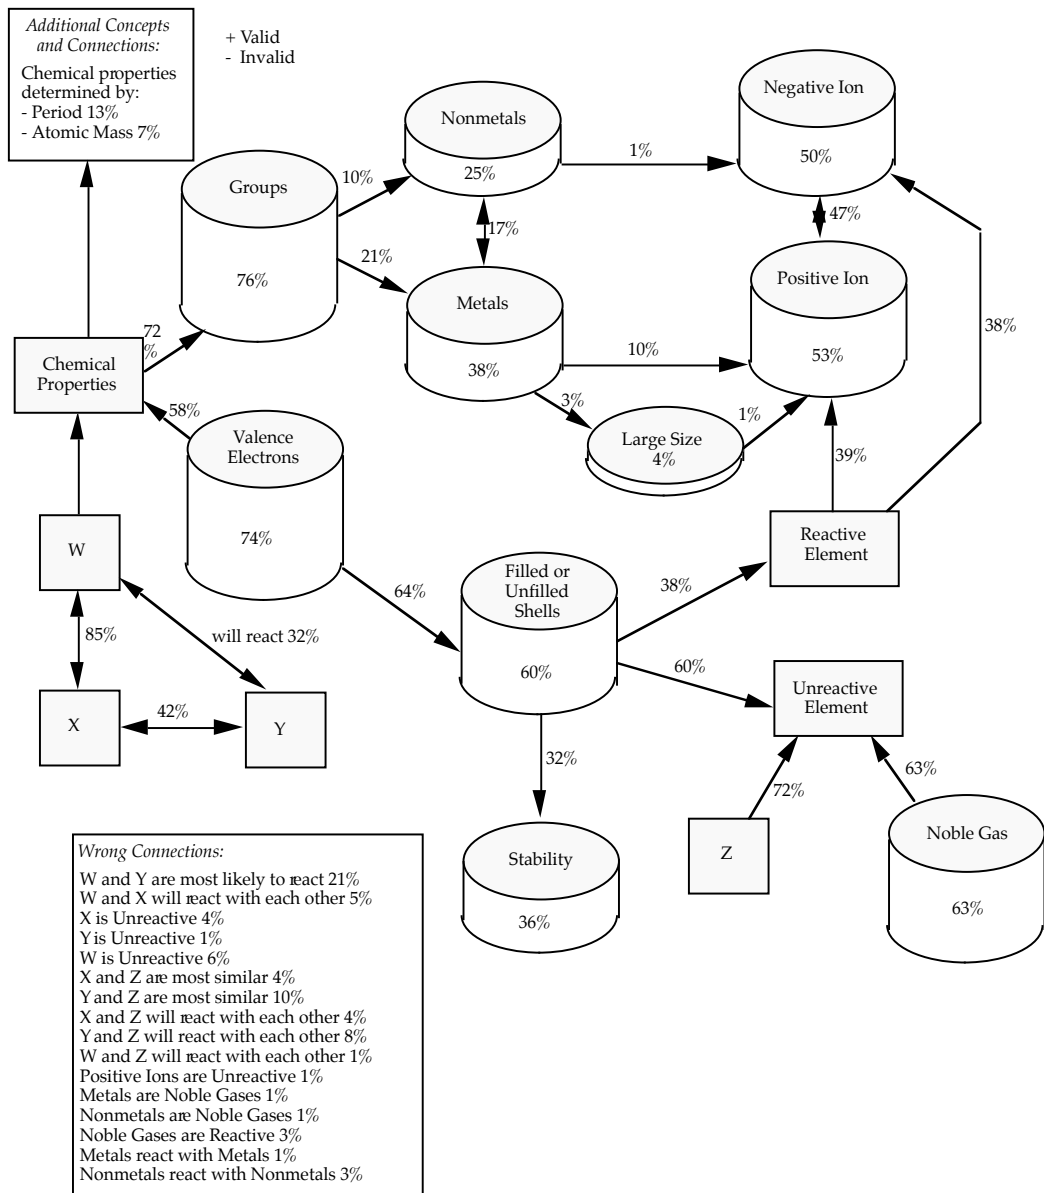 Additional Concepts
and Connections:
Chemical properties
determined by:
- Period 13%
- Atomic Mass 7%
+ Valid
- Invalid
Nonmetals
25%
Negative Ion
50%
1%
Groups
76%
10%
21%
17%
47%
Metals
38%
Positive Ion
53%
10%
38%
3%
1%
Large Size
4%
39%
Chemical
Properties
72
%
58%
Valence
Electrons
74%
64%
W
85%
will react 32%
X
42%
Y
Filled or
Unfilled
Shells
60%
38%
60%
32%
Reactive
Element
Unreactive
Element
72%
63%
Z
Noble Gas
63%
Stability
36%
Wrong Connections:
W and Y are most likely to react 21%
W and X will react with each other 5%
X is Unreactive 4%
Y is Unreactive 1%
W is Unreactive 6%
X and Z are most similar 4%
Y and Z are most similar 10%
X and Z will react with each other 4%
Y and Z will react with each other 8%
W and Z will react with each other 1%
Positive Ions are Unreactive 1%
Metals are Noble Gases 1%
Nonmetals are Noble Gases 1%
Noble Gases are Reactive 3%
Metals react with Metals 1%
Nonmetals react with Nonmetals 3%